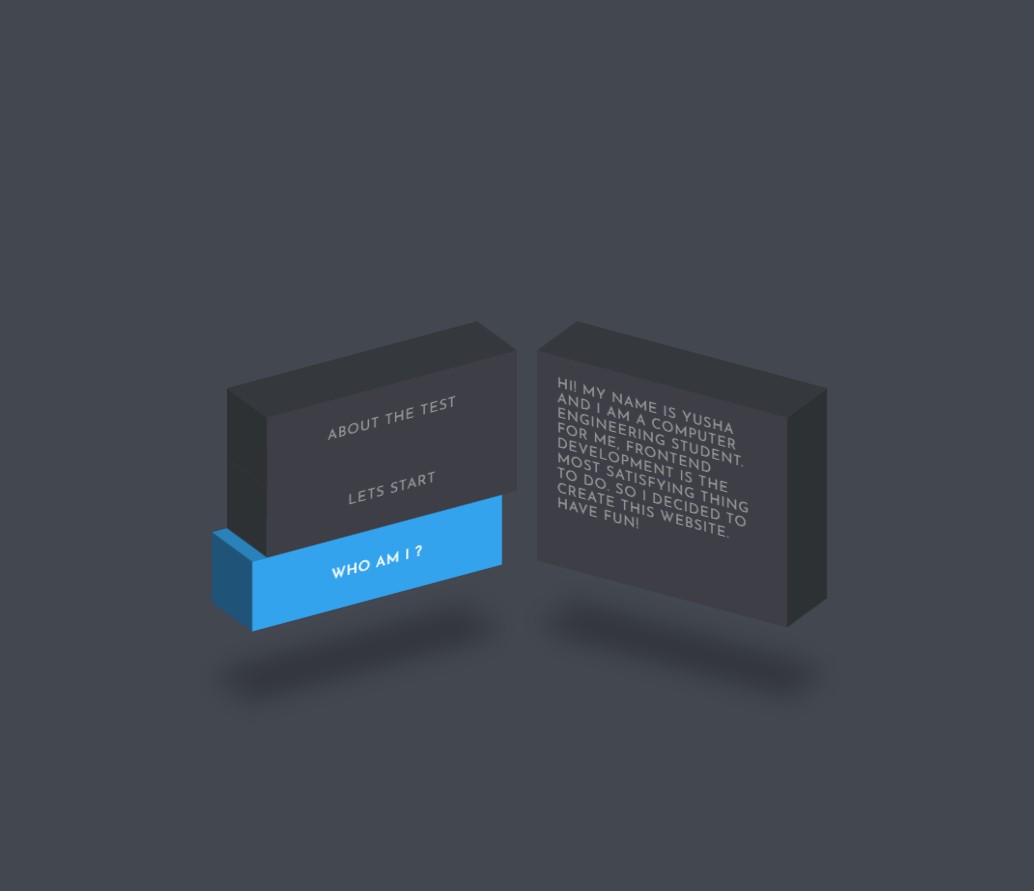 ABOUT THE TEST
LETS START
WHO AM I ?
HI! MY NAME IS YUSHA
AND I AM A COMPUTER
ENGINEERING STUDENT.
FOR ME, FRONTEND
DEVELOPMENT IS THE
MOST SATISFYING THING
TO DO. SO I DECIDED TO
CREATE THIS WEBSITE.
HAVE FUN!